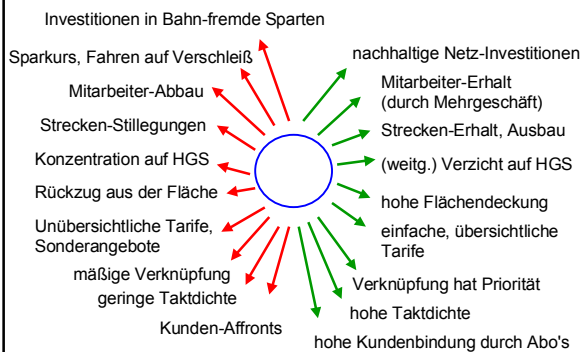 Investitionen in Bahn-fremde Sparten
Sparkurs, Fahren auf Verschleiß
Mitarbeiter-Abbau
Strecken-Stillegungen
Konzentration auf HGS
Rückzug aus der Fläche
Unübersichtliche Tarife,
Sonderangebote
mäßige Verknüpfung
geringe Taktdichte
Kunden-Affronts
nachhaltige Netz-Investitionen
Mitarbeiter-Erhalt
(durch Mehrgeschäft)
Strecken-Erhalt, Ausbau
(weitg.) Verzicht auf HGS
hohe Flächendeckung
einfache, übersichtliche
Tarife
Verknüpfung hat Priorität
hohe Taktdichte
hohe Kundenbindung durch Abo's